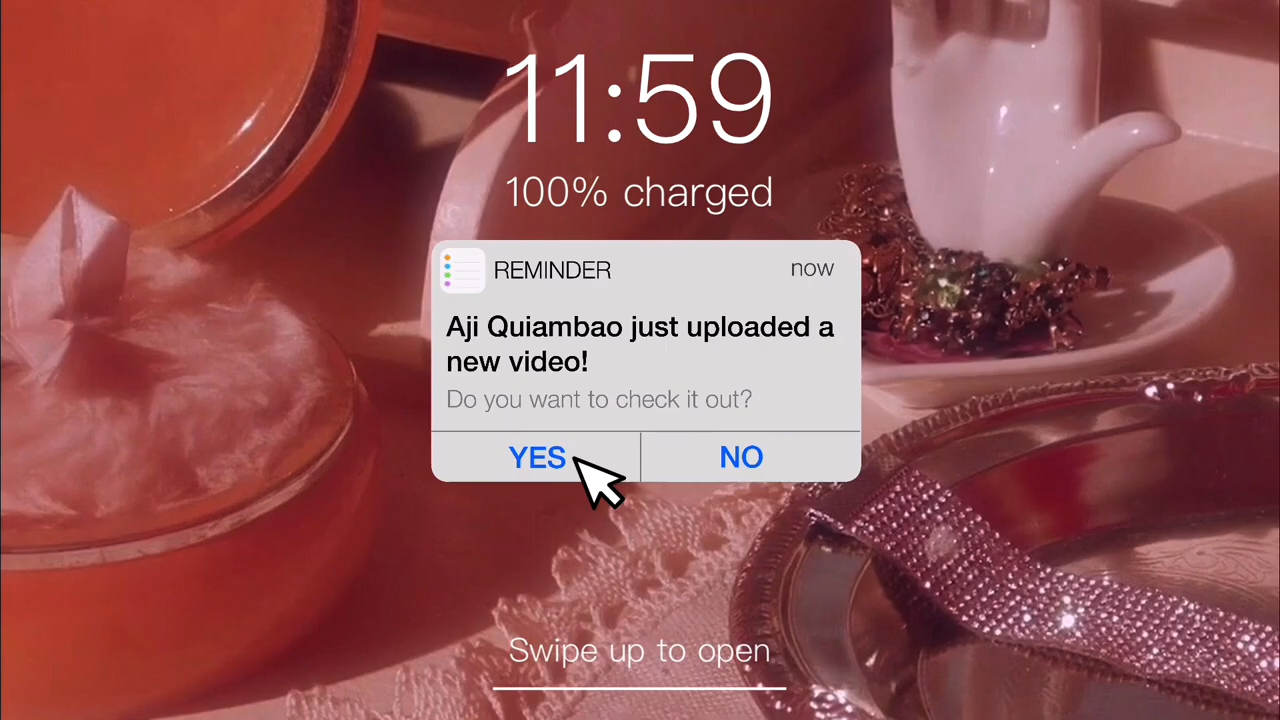 11:59
100% charged
REMINDER now
Aji Quiambao just uploaded a
new video!
Do you want to check it out?
YES NO
Swipe up to open